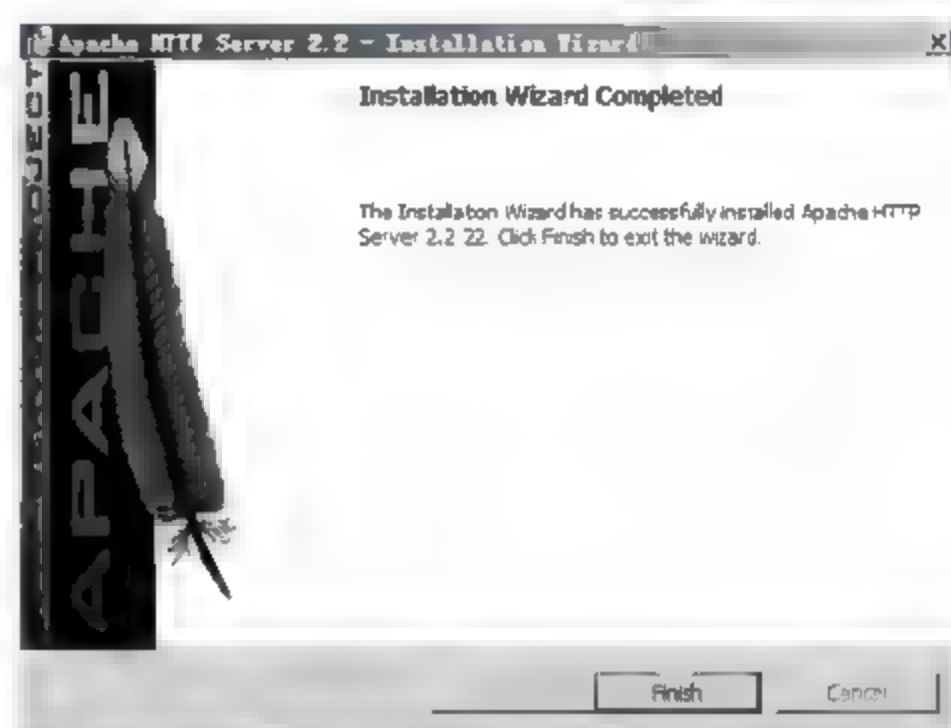 Apache HTTP Server 2.2 - Installation Wizard
Installation Wizard Completed
The Installation Wizard has successfully installed Apache HTTP
Server 2.2.22. Click Finish to exit the wizard.
APACHE
PROJECT
Finish
Cancel